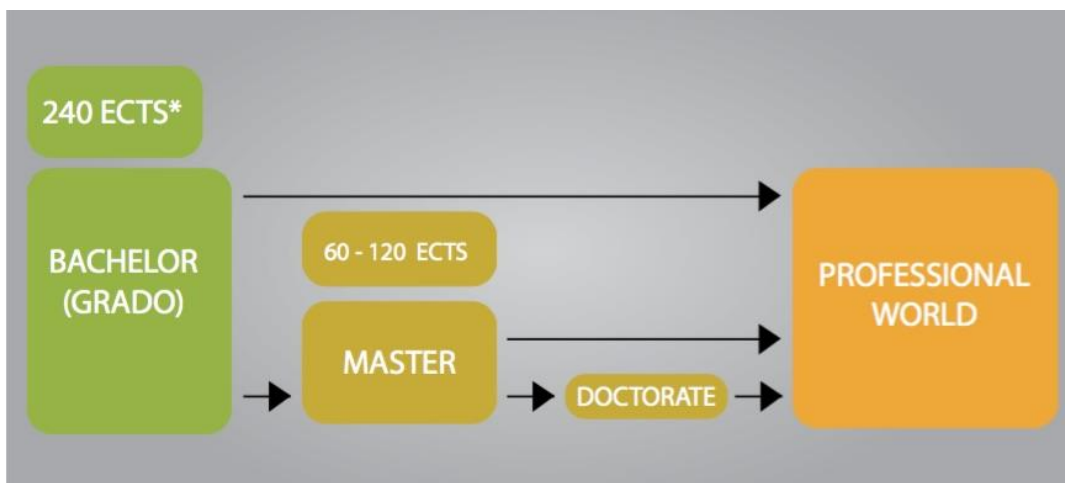 240 ECTS*
BACHELOR
(GRADO)
60 - 120 ECTS
MASTER
DOCTORATE
PROFESSIONAL
WORLD